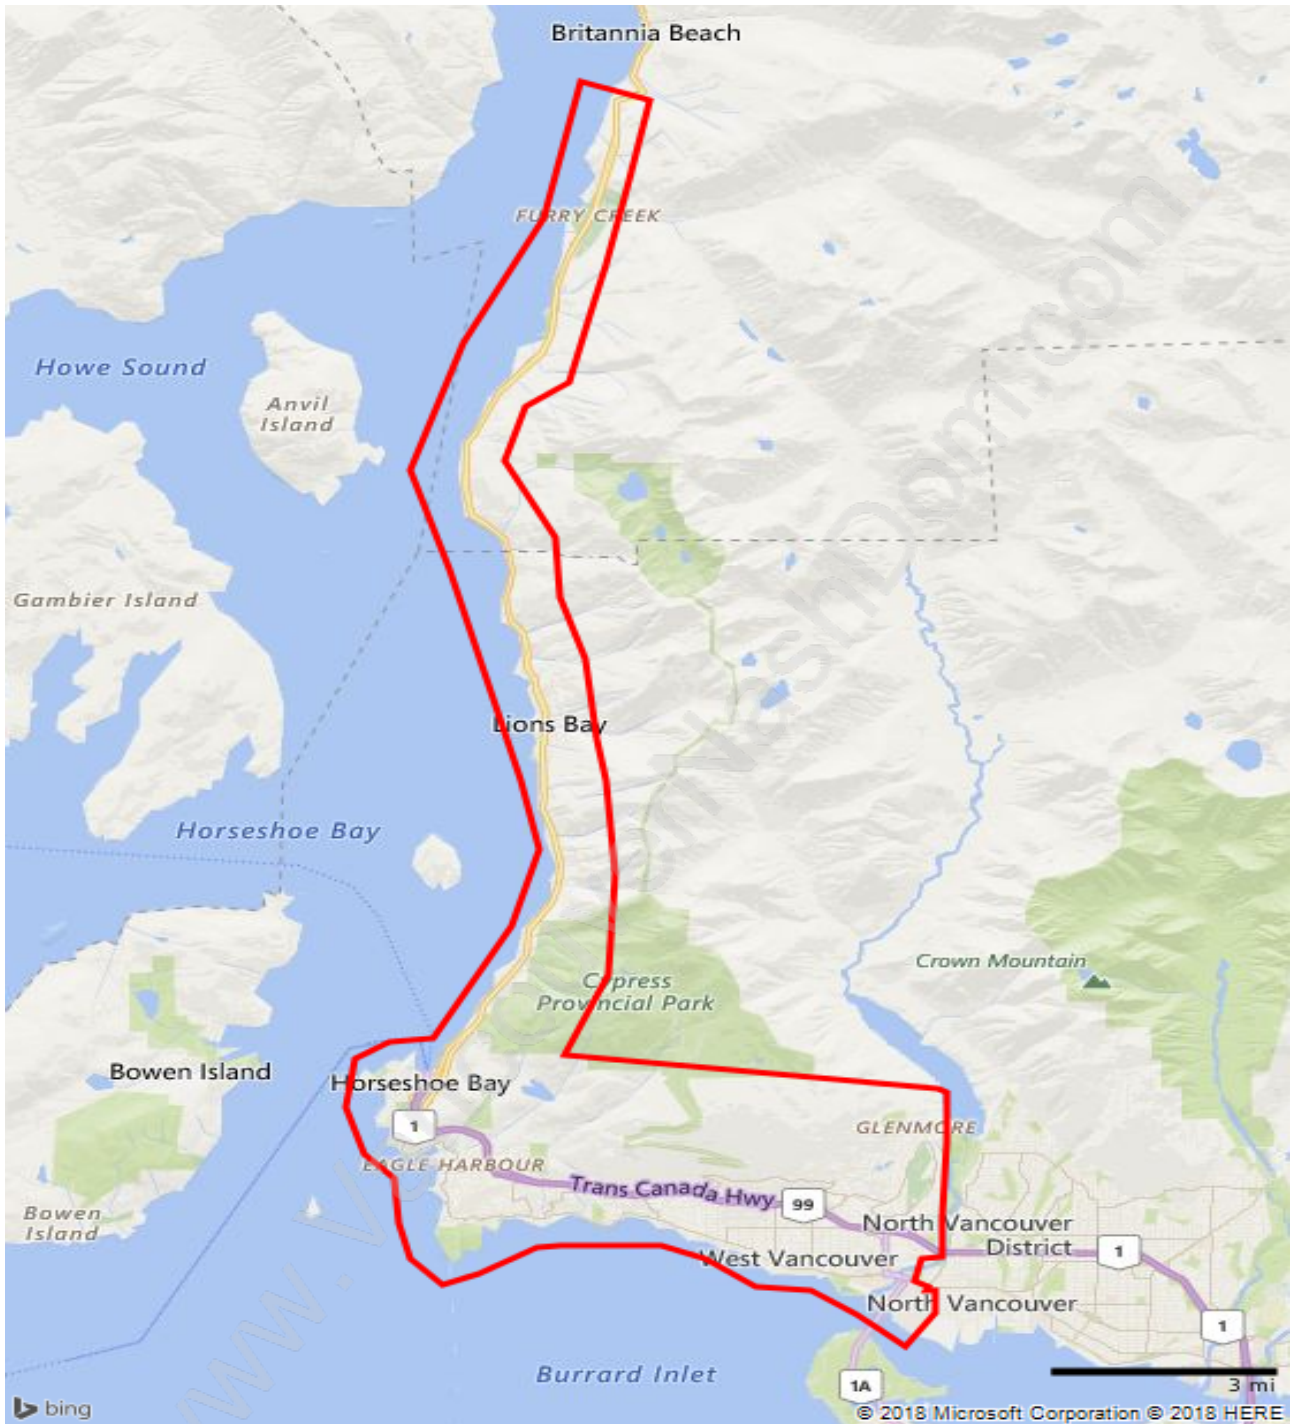 Britannia Beach
FURRY CREEK
Howe Sound
Anvil
Island
Gambier Island
Lions Bay
Horseshoe Bay
Crown Mountain
Cypress
Provincial Park
Bowen Island
Horseshoe Bay
1
GLENMORE
EAGLE HARBOUR
Trans Canada Hwy
99
Bowen
Island
North Vancouver
District
1
West Vancouver
North Vancouver
1
Burrard Inlet
1A
3 mi
bing
© 2018 Microsoft Corporation © 2018 HERE